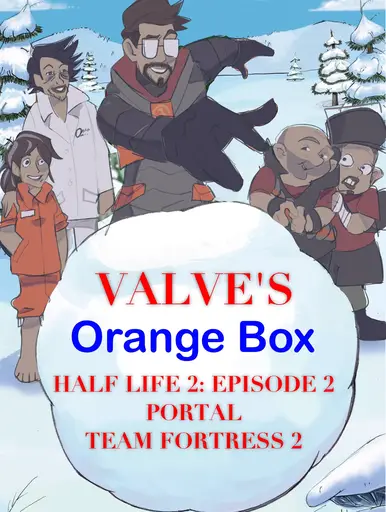 VALVE'S
Orange Box
HALF LIFE 2: EPISODE 2
PORTAL
TEAM FORTRESS 2